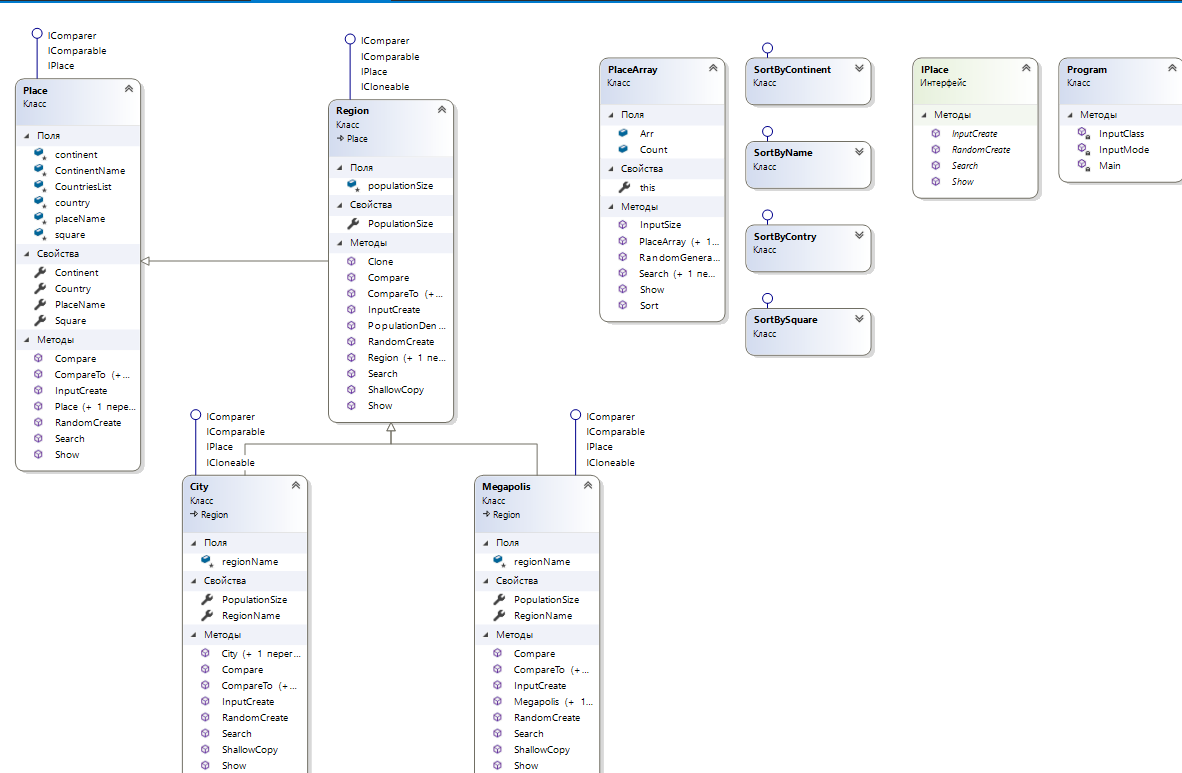 IComparer
IComparable
IPlace
Place
Класс
Поля
continent
ContinentName
CountriesList
country
placeName
square
Свойства
Continent
Country
PlaceName
Square
Методы
Compare
CompareTo (+...
InputCreate
Place (+ 1 пере...
RandomCreate
Search
Show
IComparer
IComparable
IPlace
ICloneable
Region
Класс
Place
Поля
populationSize
Свойства
PopulationSize
Методы
Clone
Compare
CompareTo (+...
InputCreate
PopulationDen...
RandomCreate
Region (+ 1 пе...
Search
ShallowCopy
Show
IComparer
IComparable
IPlace
ICloneable
City
Класс
Region
Поля
regionName
Свойства
PopulationSize
RegionName
Методы
City (+ 1 перег...
Compare
CompareTo (+...
InputCreate
RandomCreate
Search
ShallowCopy
Show
IComparer
IComparable
IPlace
ICloneable
Megapolis
Класс
Region
Поля
regionName
Свойства
PopulationSize
RegionName
Методы
Compare
CompareTo (+...
InputCreate
Megapolis (+ 1...
RandomCreate
Search
ShallowCopy
Show
PlaceArray
Класс
Поля
Arr
Count
Свойства
this
Методы
InputSize
PlaceArray (+ 1...
RandomGenera...
Search (+ 1 пе...
Show
Sort
SortByContinent
Класс
SortByName
Класс
SortByContry
Класс
SortBySquare
Класс
IPlace
Интерфейс
Методы
InputCreate
RandomCreate
Search
Show
Program
Класс
Методы
InputClass
InputMode
Main